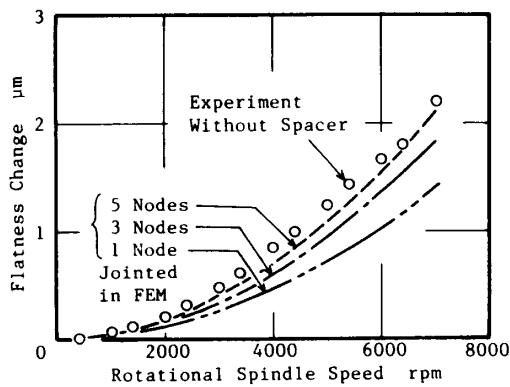 3
2
1
0
Flatness Change μm
Experiment
Without Spacer
5 Nodes
3 Nodes
1 Node
Jointed
in FEM
0 2000 4000 6000 8000
Rotational Spindle Speed rpm